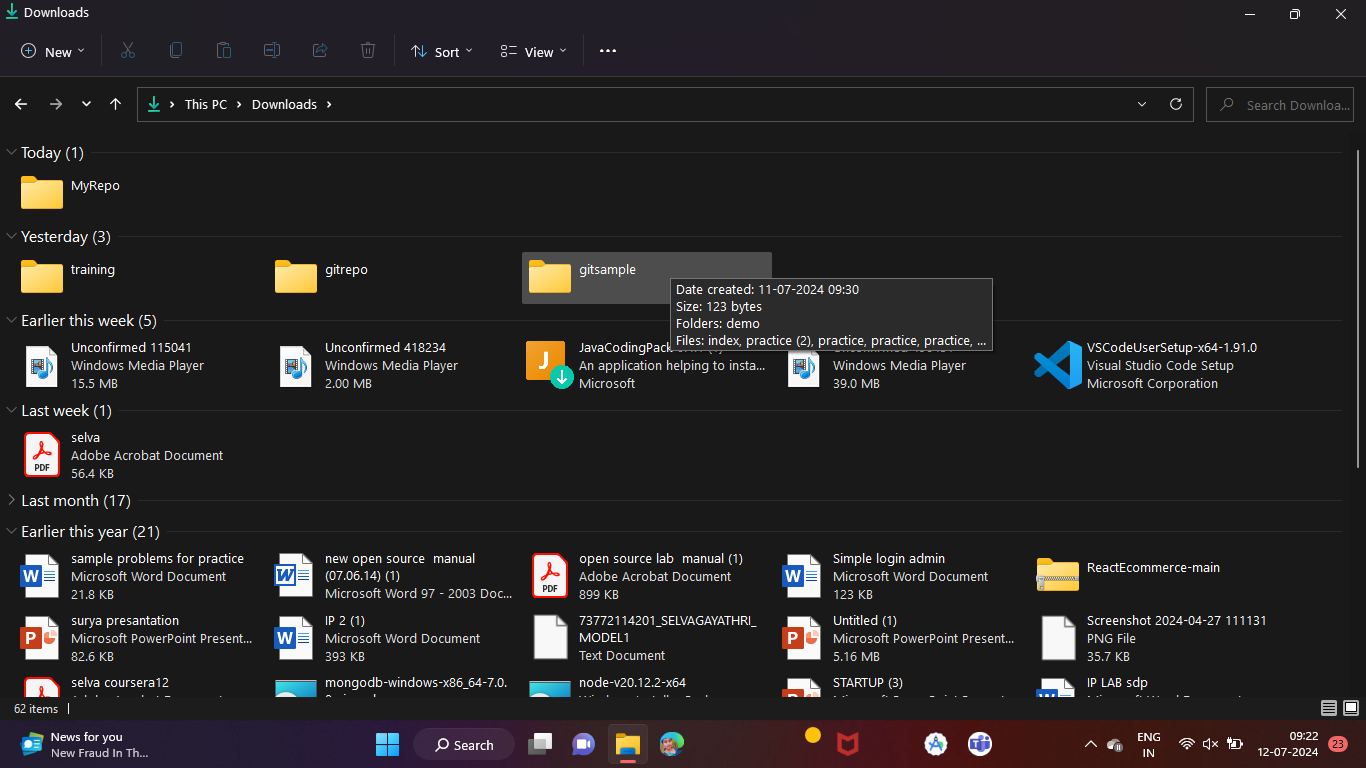 Downloads
New
Sort
View
This PC
Downloads
Search Downloa...
Today (1)
MyRepo
Yesterday (3)
training
gitrepo
gitsample
Date created: 11-07-2024 09:30
Size: 123 bytes
Folders: demo
Files: index, practice (2), practice, practice, practice, ...
Earlier this week (5)
Unconfirmed 115041
Windows Media Player
15.5 MB
Unconfirmed 418234
Windows Media Player
2.00 MB
JavaCodingPack
An application helping to insta...
Microsoft
Windows Media Player
39.0 MB
VSCodeUserSetup-x64-1.91.0
Visual Studio Code Setup
Microsoft Corporation
Last week (1)
selva
Adobe Acrobat Document
56.4 KB
PDF
Last month (17)
Earlier this year (21)
sample problems for practice
Microsoft Word Document
21.8 KB
new open source manual
(07.06.14) (1)
Microsoft Word 97 - 2003 Doc...
open source lab manual (1)
Adobe Acrobat Document
899 KB
PDF
Simple login admin
Microsoft Word Document
123 KB
ReactEcommerce-main
surya presantation
Microsoft PowerPoint Present...
82.6 KB
IP 2 (1)
Microsoft Word Document
393 KB
73772114201_SELVAGAYATHRI_
MODEL1
Text Document
Untitled (1)
Microsoft PowerPoint Present...
5.16 MB
Screenshot 2024-04-27 111131
PNG File
35.7 KB
selva coursera12
mongodb-windows-x86_64-7.0.
node-v20.12.2-x64
STARTUP (3)
IP LAB sdp
62 items
News for you
New Fraud In Th...
Search
ENG
IN
09:22
12-07-2024
23